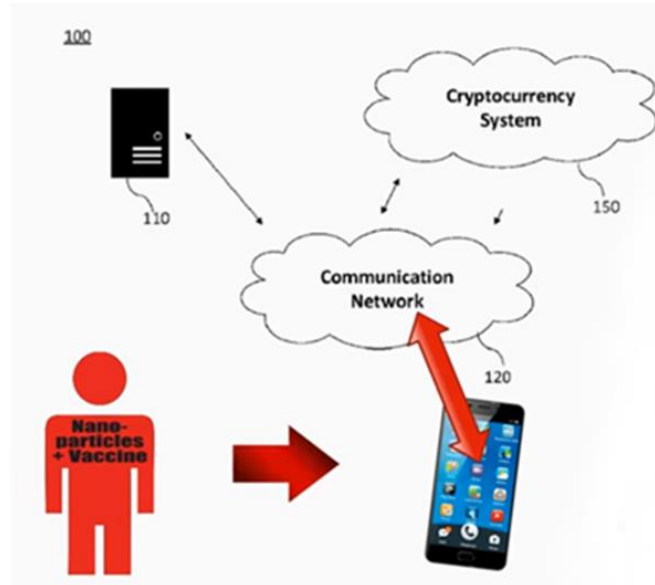 100
Cryptocurrency
System
110
150
Communication
Network
120
Nano-
particles
+ Vaccine